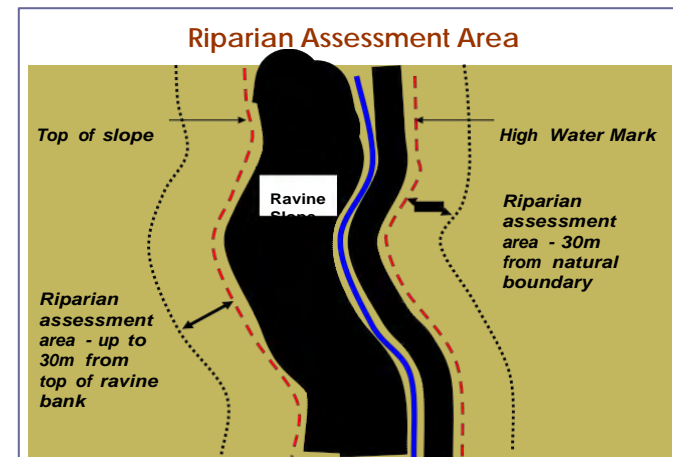 Riparian Assessment Area
Top of slope
High Water Mark
Ravine
Riparian
assessment
area - 30m
from natural
boundary
Riparian
assessment
area - up to
30m from
top of ravine
bank